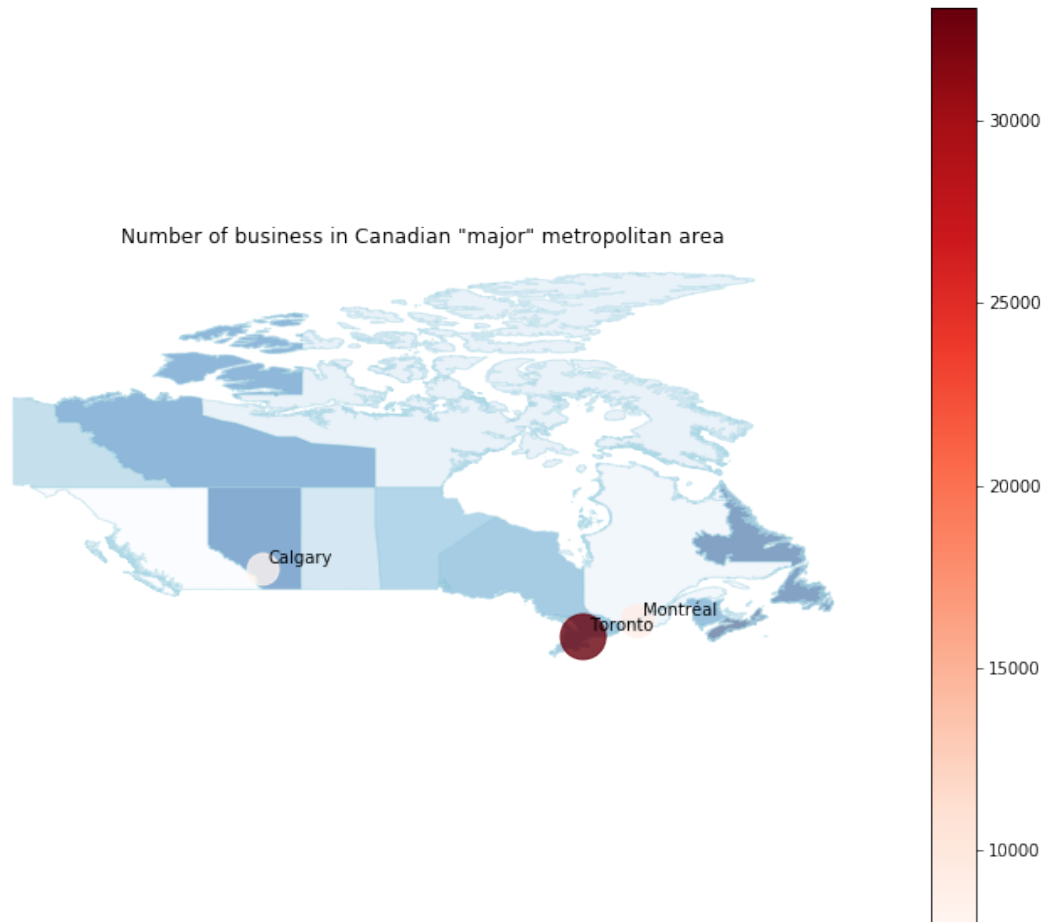 Number of business in Canadian "major" metropolitan area
Calgary
Montréal
Toronto
30000
25000
20000
15000
10000